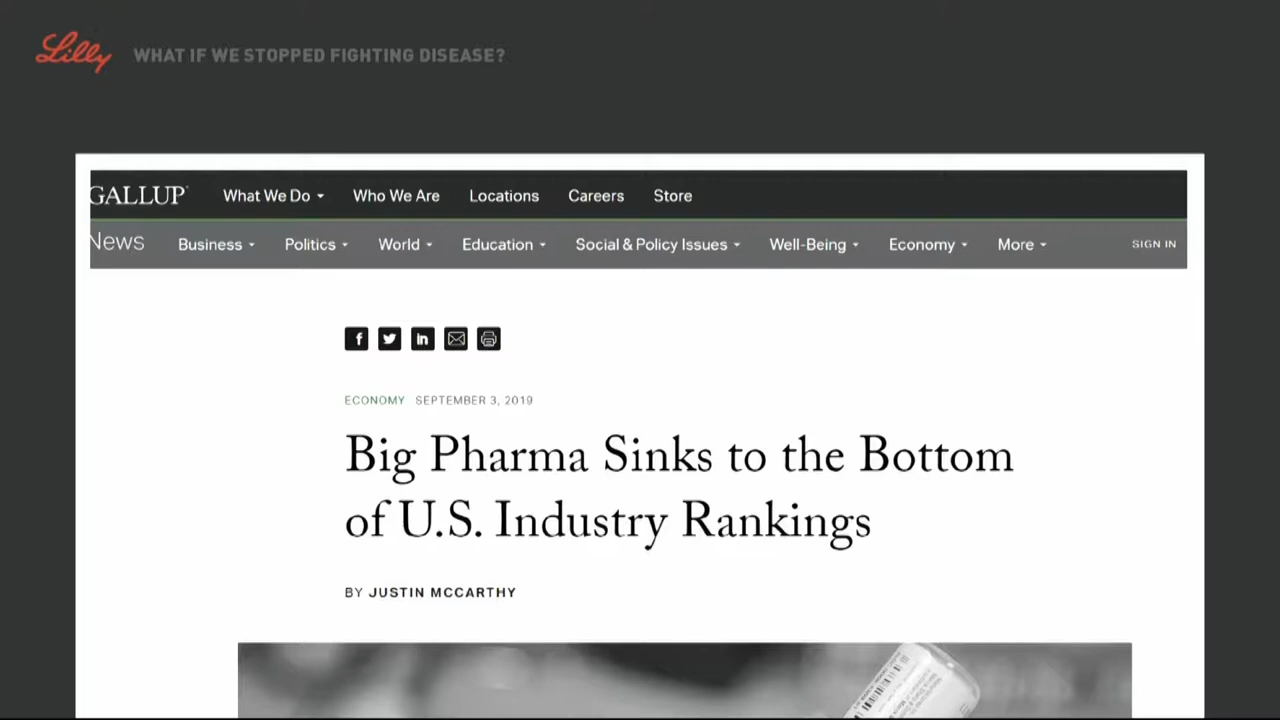 Lilly WHAT IF WE STOPPED FIGHTING DISEASE?
GALLUP What We Do Who We Are Locations Careers Store
News Business Politics World Education Social & Policy Issues Well-Being Economy More SIGN IN
ECONOMY SEPTEMBER 3, 2019
Big Pharma Sinks to the Bottom
of U.S. Industry Rankings
BY JUSTIN MCCARTHY